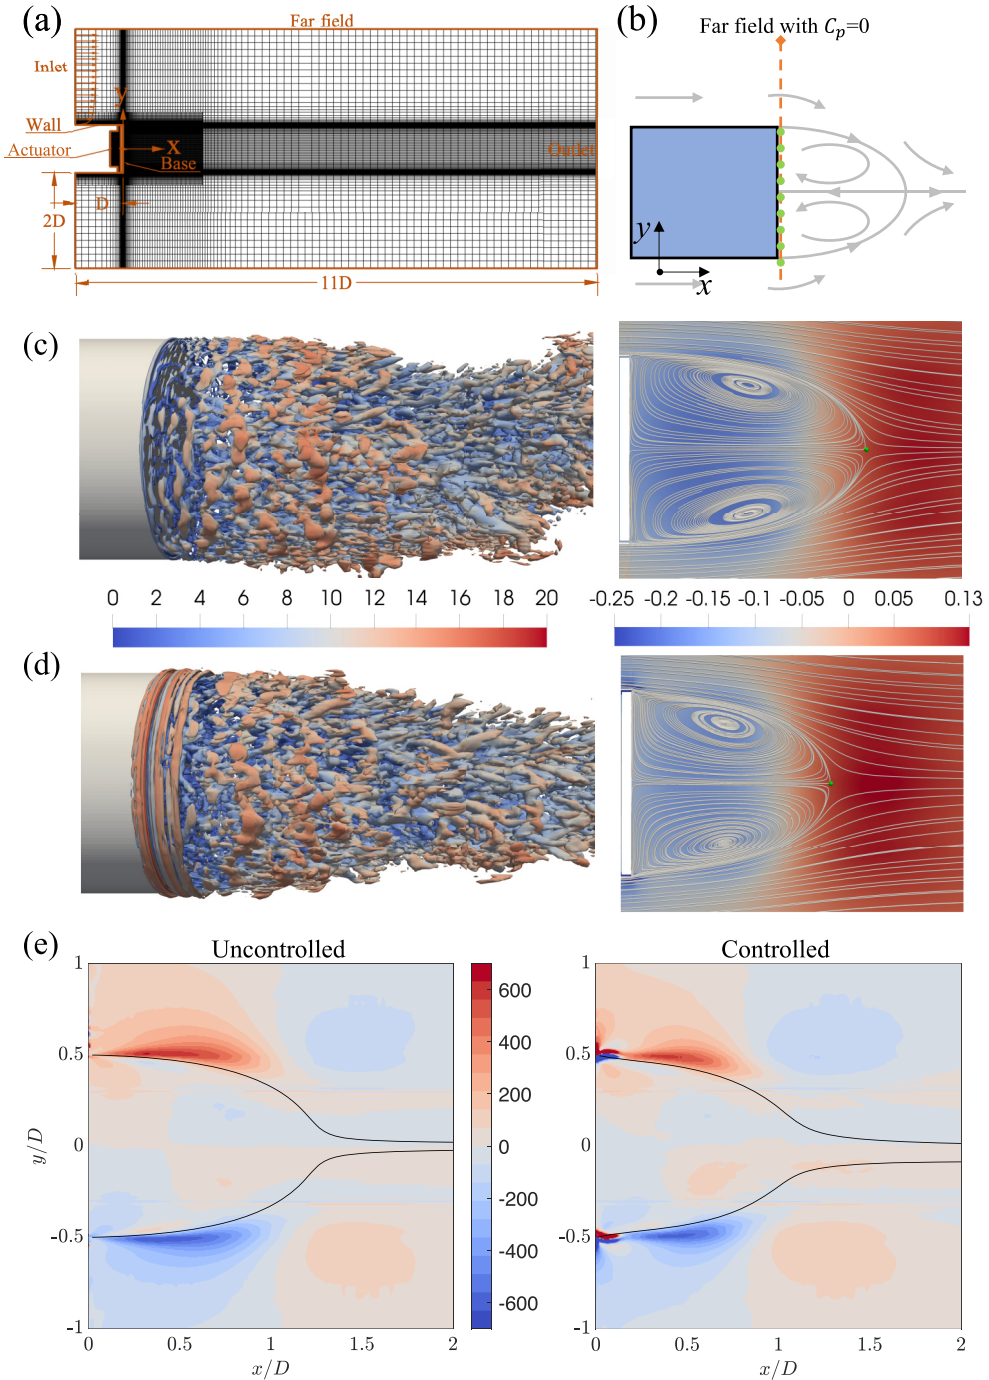 (a)
Far field
Inlet
y
Wall
Actuator
x
Base
Outlet
D
2D
11D
(b)
Far field with Cₚ=0
y
x
(c)
0 2 4 6 8 10 12 14 16 18 20
-0.25 -0.2 -0.15 -0.1 -0.05 0 0.05 0.13
(d)
(e)
Uncontrolled
Controlled
1
0.5
0
-0.5
-1
y/D
0 0.5 1 1.5 2
x/D
600
400
200
0
-200
-400
-600
1
0.5
0
-0.5
-1
0 0.5 1 1.5 2
x/D